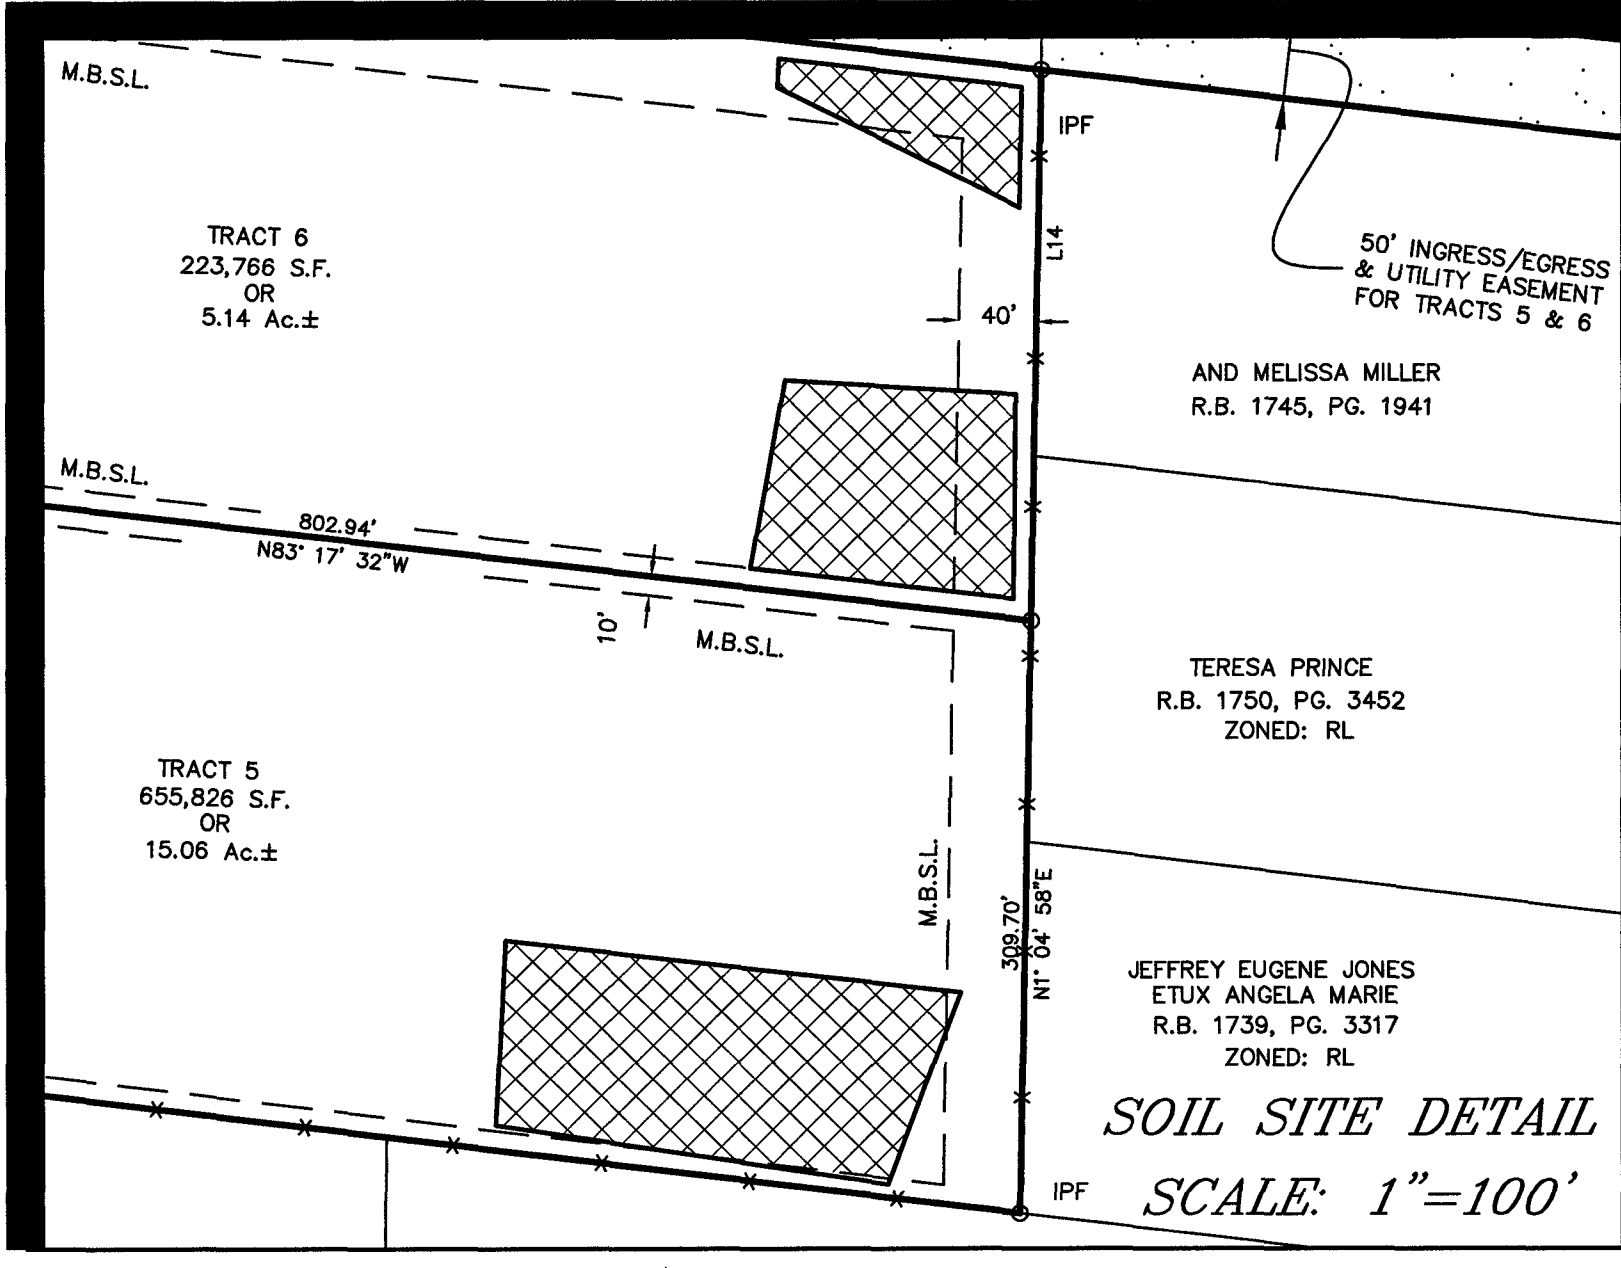 M.B.S.L.
IPF
TRACT 6
223,766 S.F.
OR
5.14 Ac.±
L14
40'
50' INGRESS/EGRESS
& UTILITY EASEMENT
FOR TRACTS 5 & 6
AND MELISSA MILLER
R.B. 1745, PG. 1941
M.B.S.L.
802.94'
N83° 17' 32"W
10'
M.B.S.L.
TERESA PRINCE
R.B. 1750, PG. 3452
ZONED: RL
TRACT 5
655,826 S.F.
OR
15.06 Ac.±
M.B.S.L.
309.70'
N1° 04' 58"E
JEFFREY EUGENE JONES
ETUX ANGELA MARIE
R.B. 1739, PG. 3317
ZONED: RL
SOIL SITE DETAIL
IPF
SCALE: 1"=100'